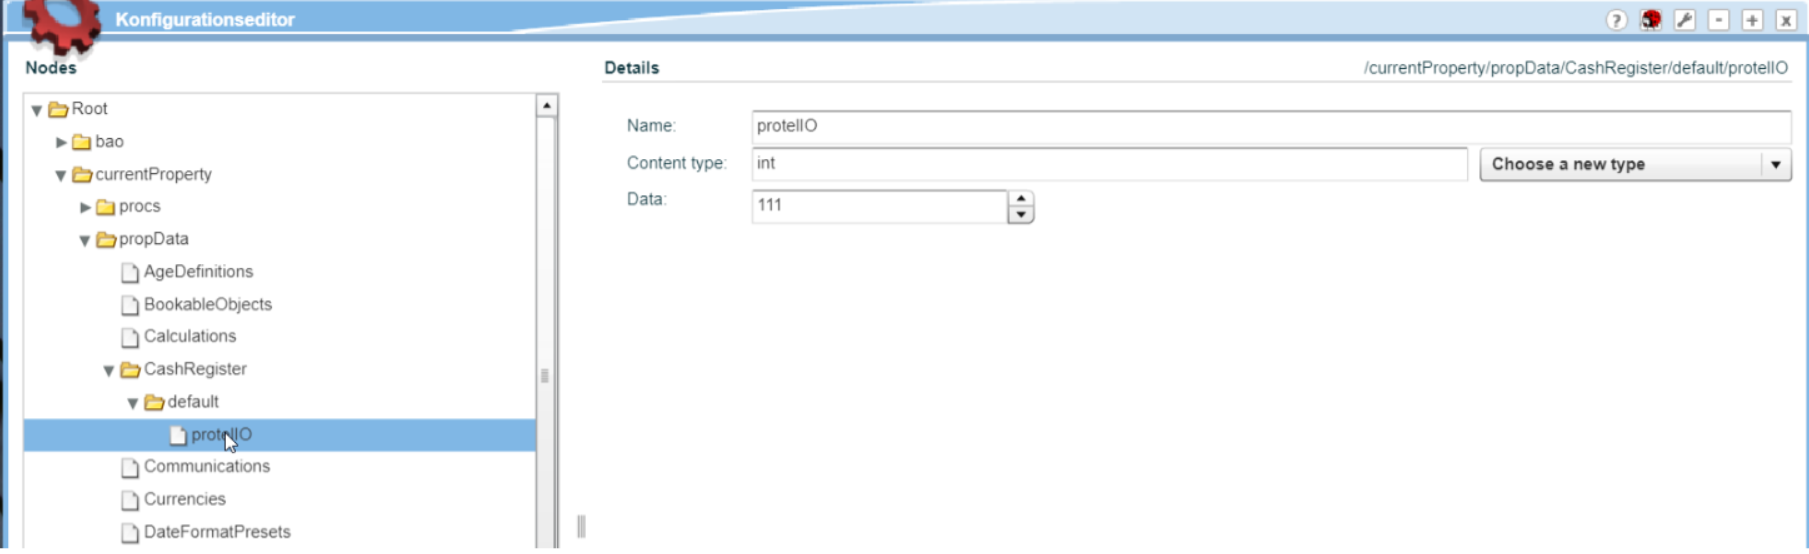 Konfigurationseditor
Nodes
Root
bao
currentProperty
procs
propData
AgeDefinitions
BookableObjects
Calculations
CashRegister
default
protelIO
Communications
Currencies
DateFormatPresets
Details
/currentProperty/propData/CashRegister/default/protelIO
Name: protelIO
Content type: int Choose a new type
Data: 111